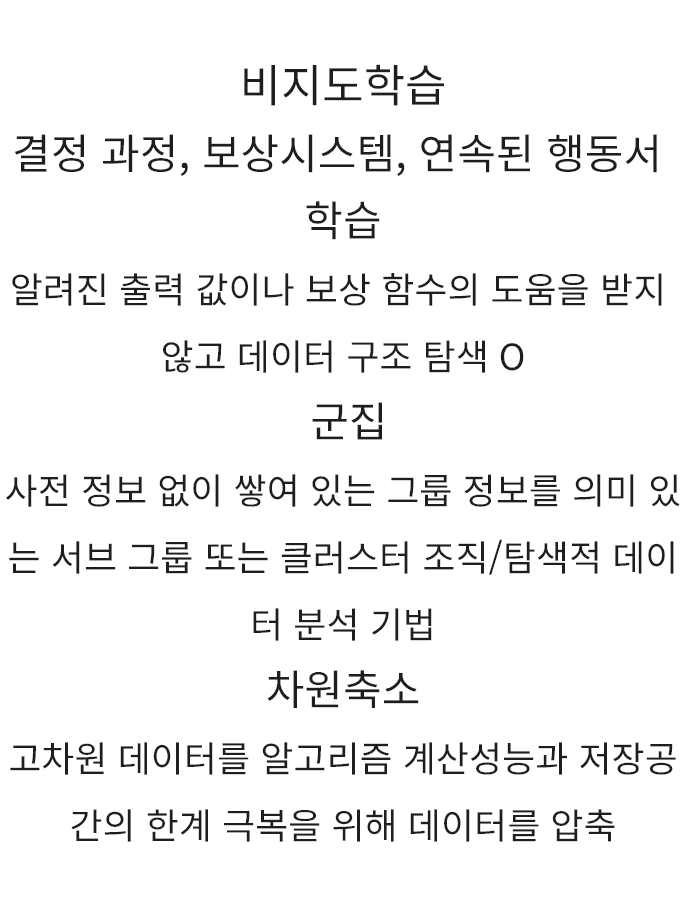 비지도학습
결정 과정, 보상시스템, 연속된 행동서
학습
알려진 출력 값이나 보상 함수의 도움을 받지
않고 데이터 구조 탐색 O
군집
사전 정보 없이 쌓여 있는 그룹 정보를 의미 있
는 서브 그룹 또는 클러스터 조직/탐색적 데이
터 분석 기법
차원축소
고차원 데이터를 알고리즘 계산성능과 저장공
간의 한계 극복을 위해 데이터를 압축